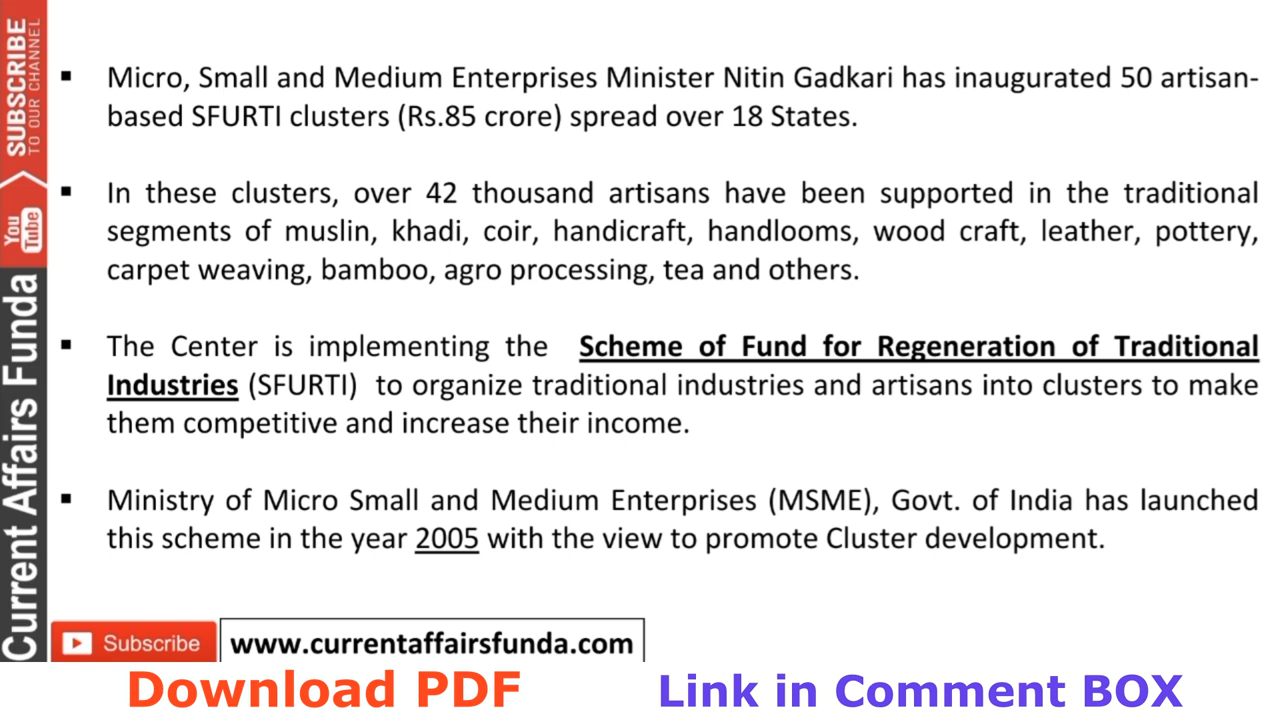 SUBSCRIBE
TO OUR CHANNEL
You
Tube
Current Affairs Funda
▪ Micro, Small and Medium Enterprises Minister Nitin Gadkari has inaugurated 50 artisan-
based SFURTI clusters (Rs.85 crore) spread over 18 States.
▪ In these clusters, over 42 thousand artisans have been supported in the traditional
segments of muslin, khadi, coir, handicraft, handlooms, wood craft, leather, pottery,
carpet weaving, bamboo, agro processing, tea and others.
▪ The Center is implementing the Scheme of Fund for Regeneration of Traditional
Industries (SFURTI) to organize traditional industries and artisans into clusters to make
them competitive and increase their income.
▪ Ministry of Micro Small and Medium Enterprises (MSME), Govt. of India has launched
this scheme in the year 2005 with the view to promote Cluster development.
Subscribe
www.currentaffairsfunda.com
Download PDF
Link in Comment BOX